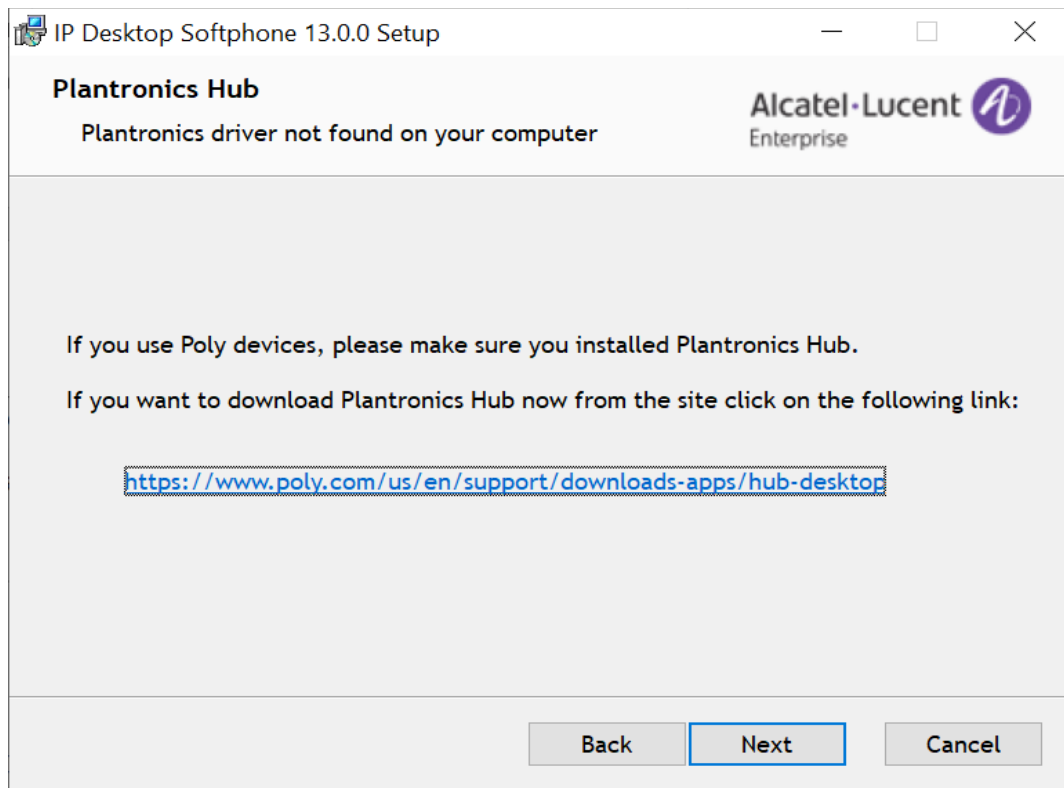 IP Desktop Softphone 13.0.0 Setup
Plantronics Hub
Plantronics driver not found on your computer
Alcatel·Lucent
Enterprise
If you use Poly devices, please make sure you installed Plantronics Hub.
If you want to download Plantronics Hub now from the site click on the following link:
https://www.poly.com/us/en/support/downloads-apps/hub-desktop
Back
Next
Cancel